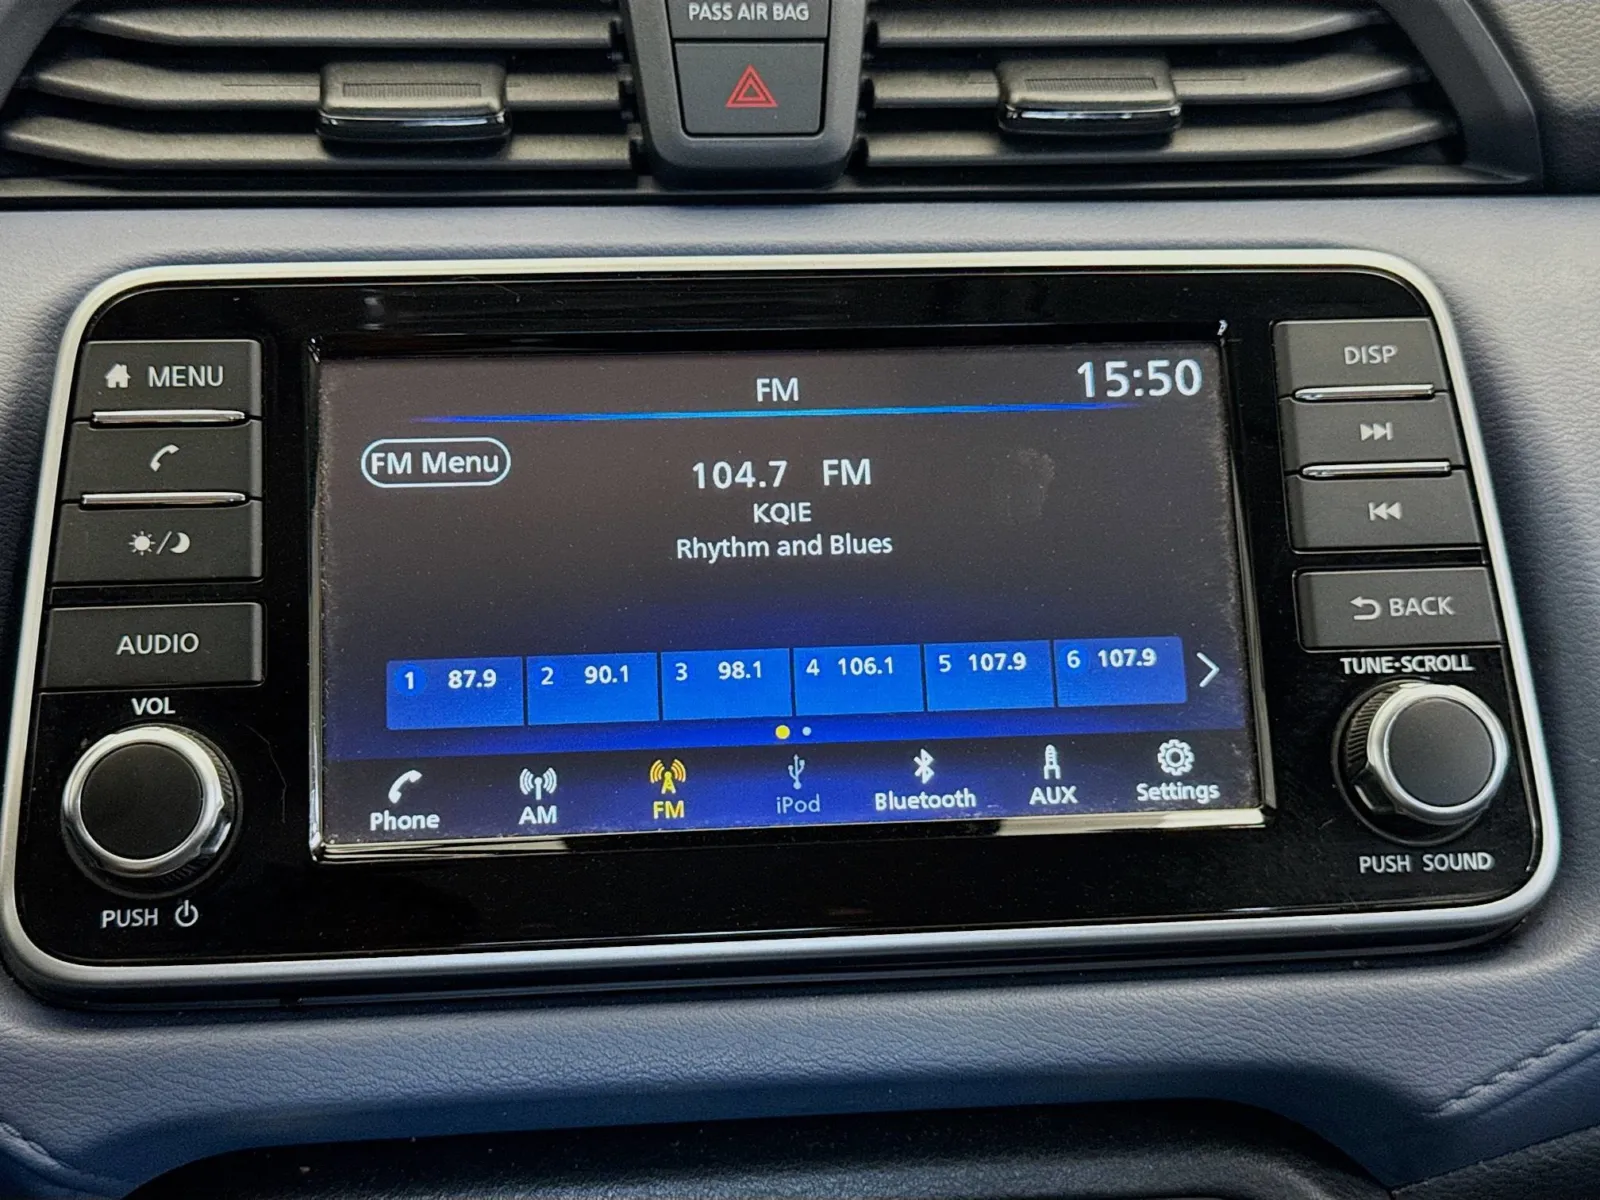 PASS AIR BAG
MENU
DISP
FM
15:50
FM Menu
104.7 FM
KQIE
Rhythm and Blues
BACK
AUDIO
1 87.9 2 90.1 3 98.1 4 106.1 5 107.9 6 107.9
TUNE·SCROLL
VOL
Phone AM FM iPod Bluetooth AUX Settings
PUSH SOUND
PUSH